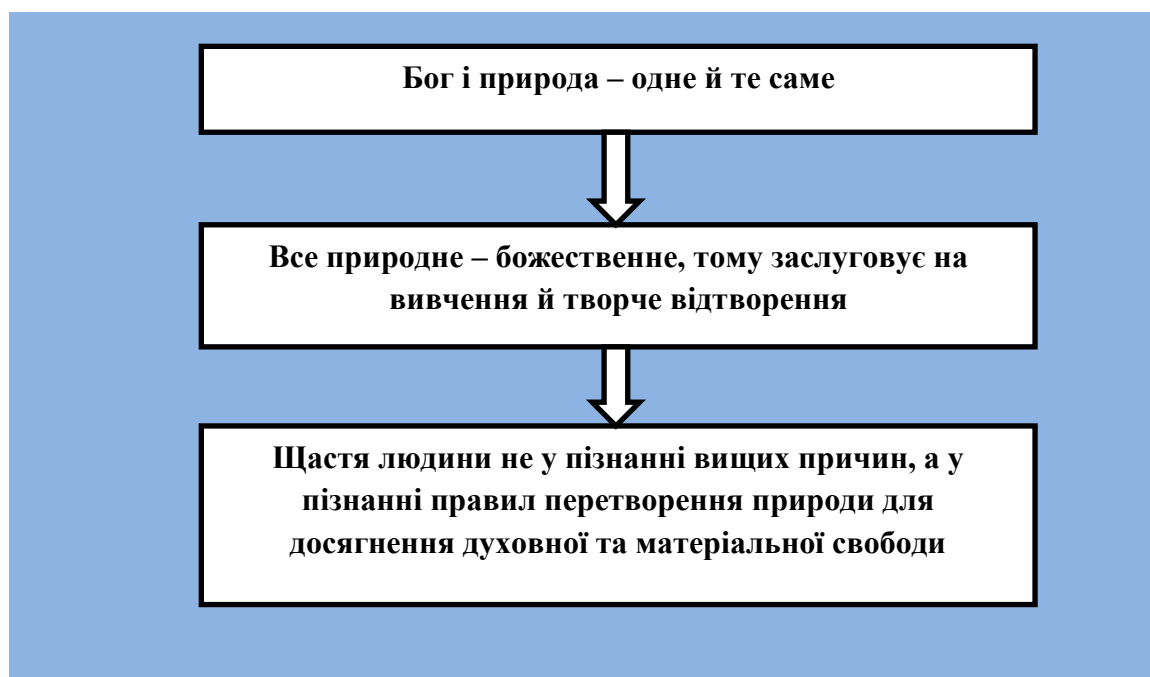 Бог і природа – одне й те саме
Все природне – божественне, тому заслуговує на
вивчення й творче відтворення
Щастя людини не у пізнанні вищих причин, а у
пізнанні правил перетворення природи для
досягнення духовної та матеріальної свободи